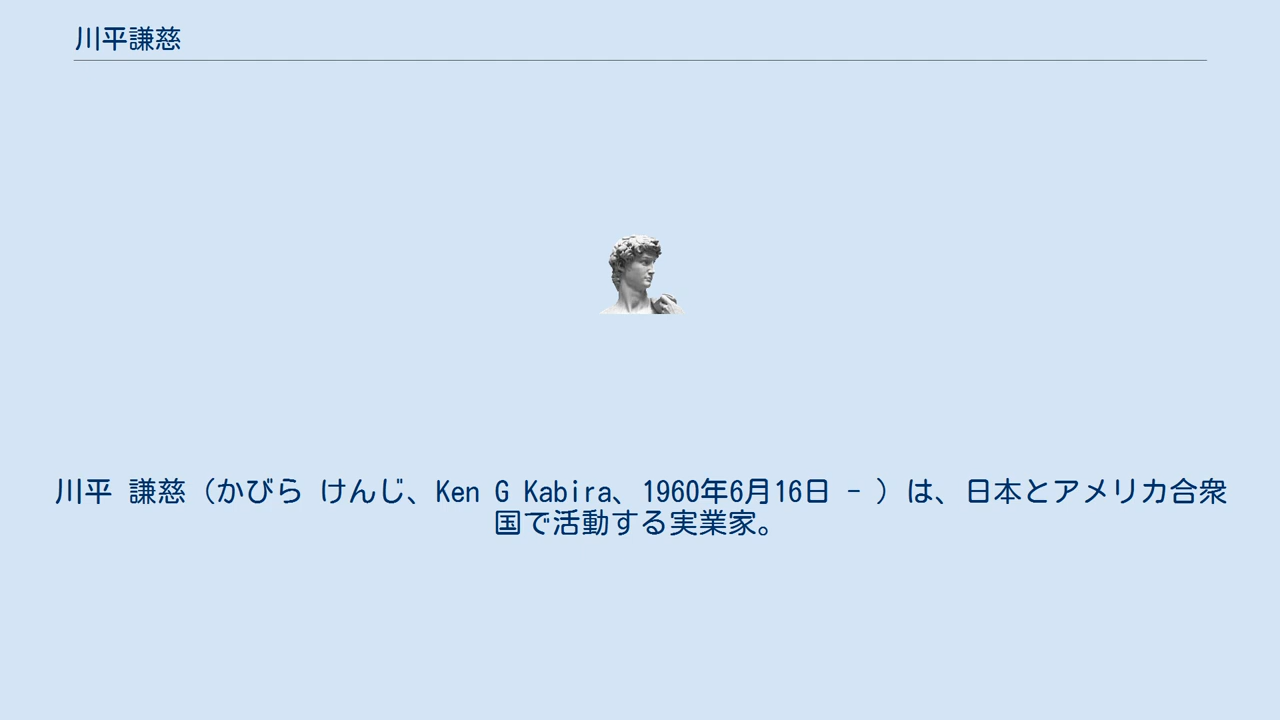 川平謙慈
川平 謙慈（かびら けんじ、Ken G Kabira、1960年6月16日 - ）は、日本とアメリカ合衆
国で活動する実業家。